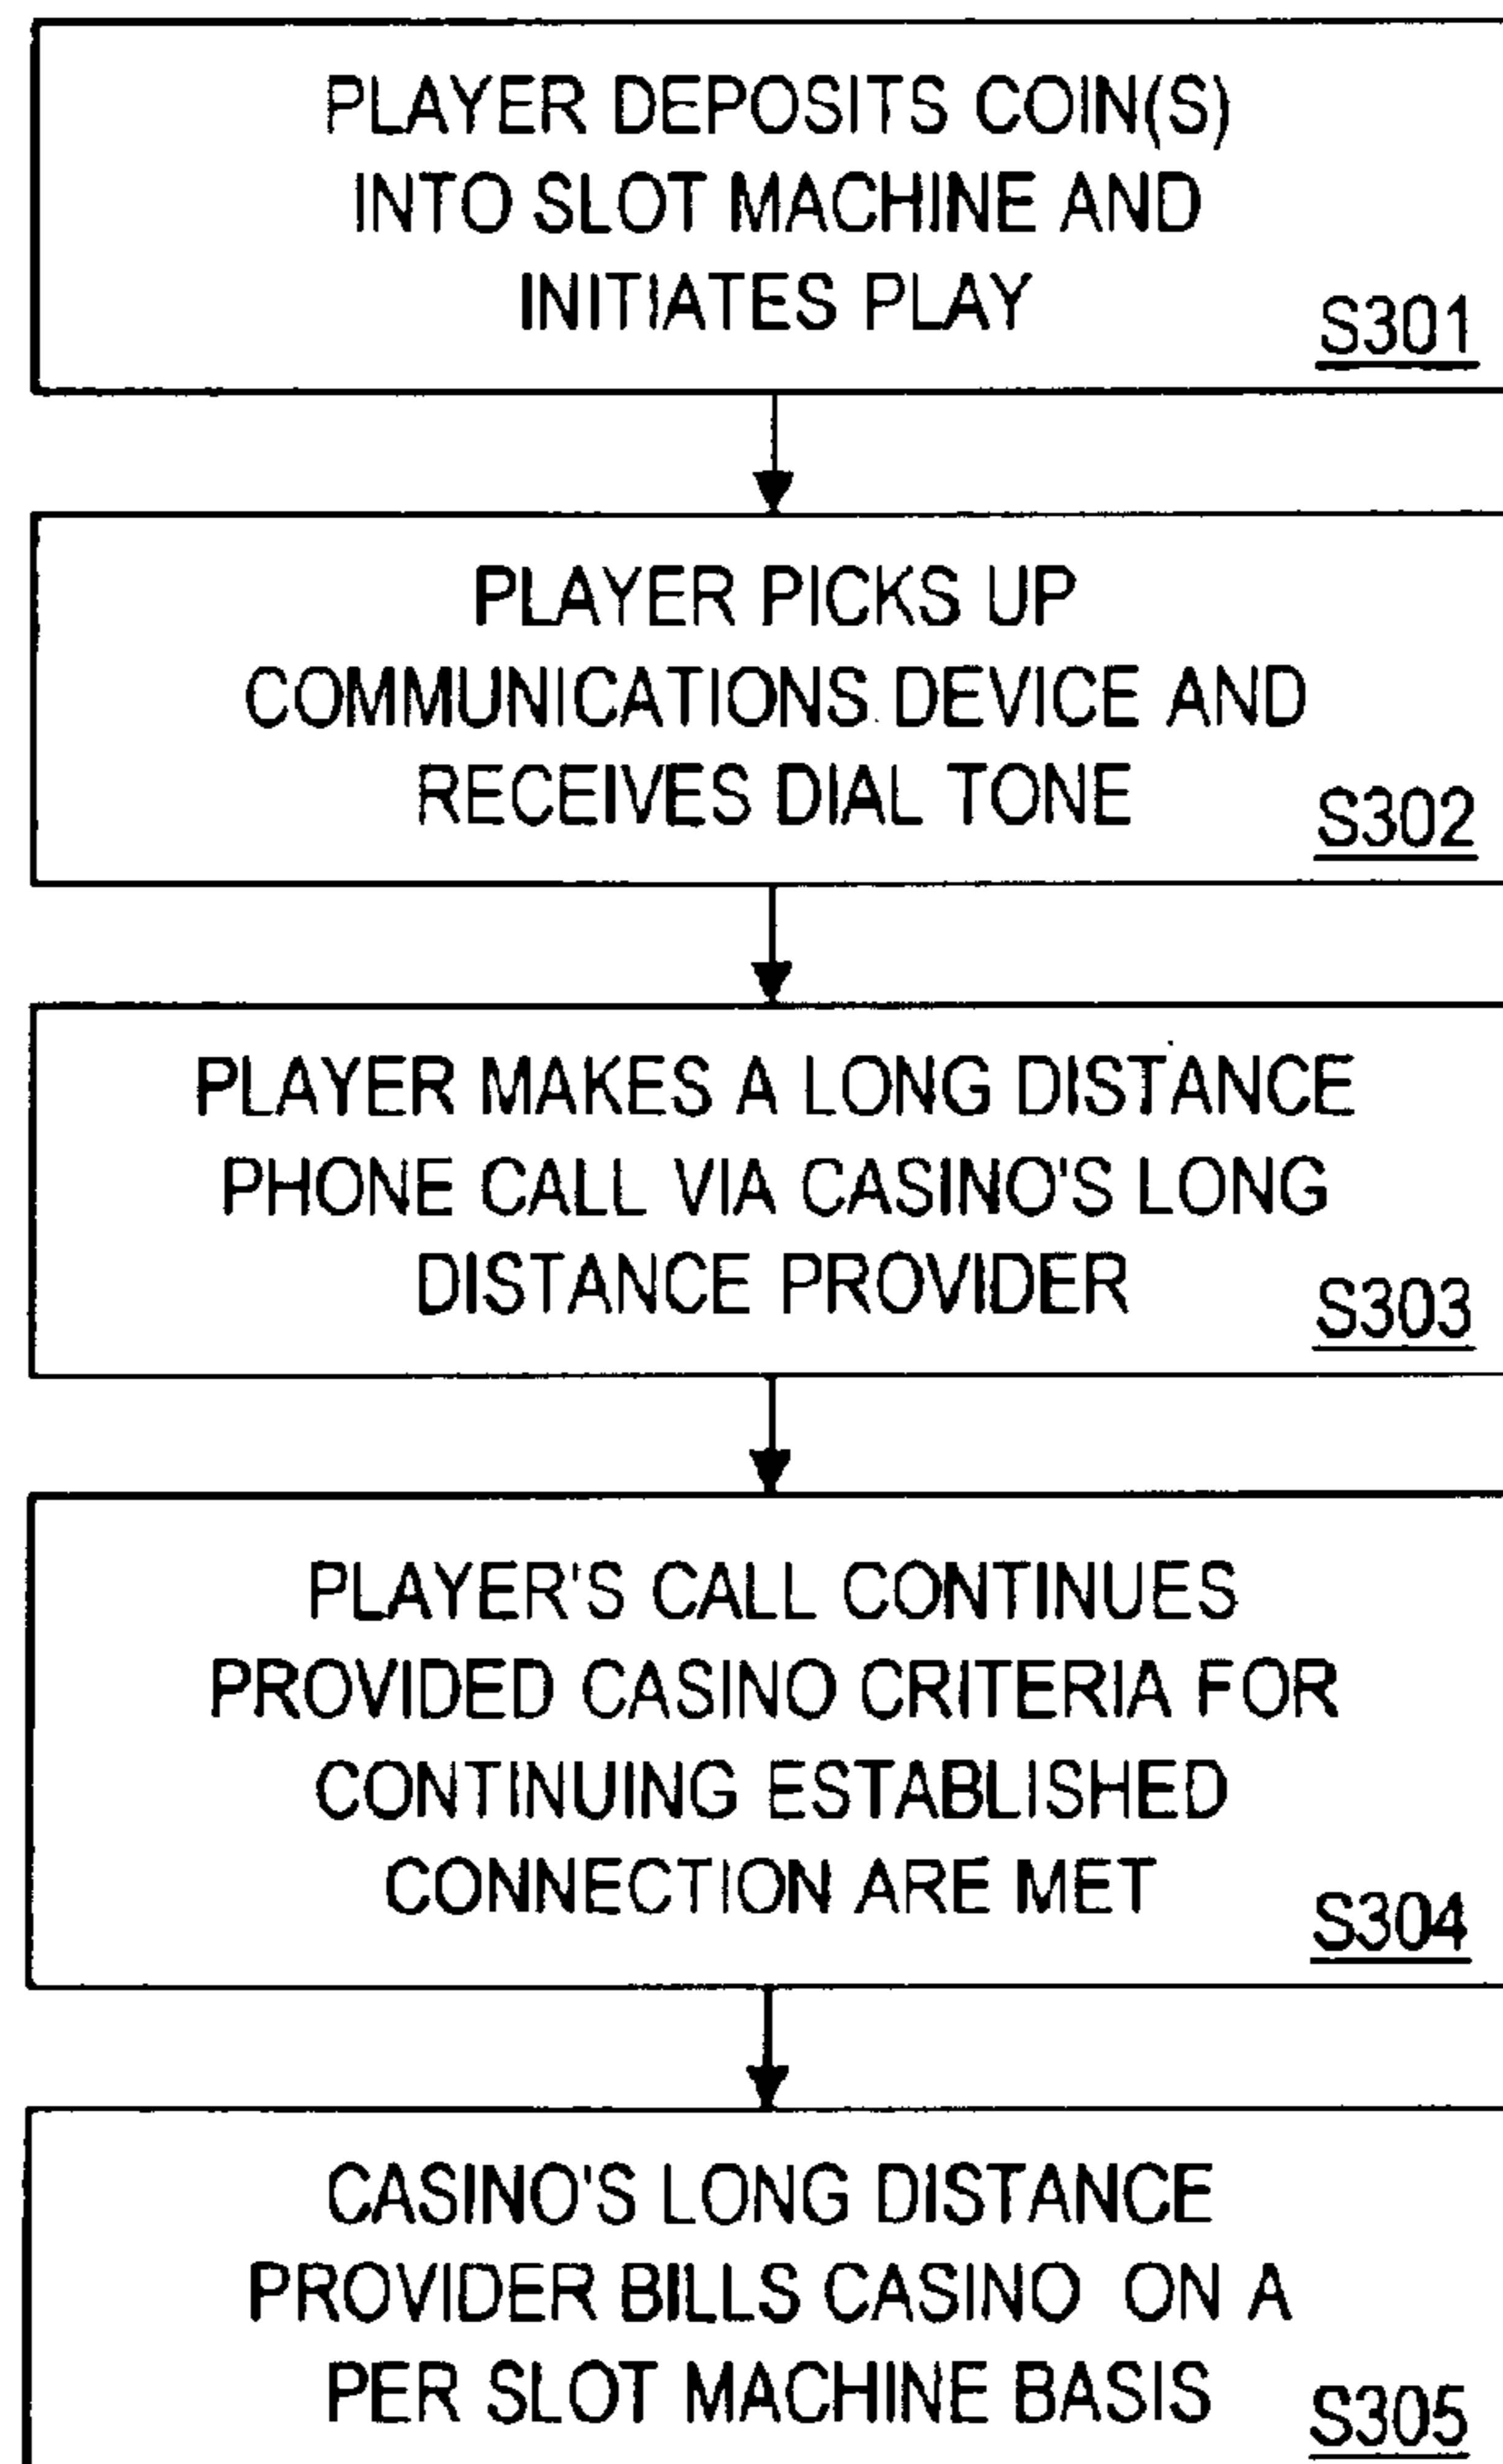 PLAYER DEPOSITS COIN(S)
INTO SLOT MACHINE AND
INITIATES PLAY
S301
PLAYER PICKS UP
COMMUNICATIONS DEVICE AND
RECEIVES DIAL TONE
S302
PLAYER MAKES A LONG DISTANCE
PHONE CALL VIA CASINO'S LONG
DISTANCE PROVIDER
S303
PLAYER'S CALL CONTINUES
PROVIDED CASINO CRITERIA FOR
CONTINUING ESTABLISHED
CONNECTION ARE MET
S304
CASINO'S LONG DISTANCE
PROVIDER BILLS CASINO ON A
PER SLOT MACHINE BASIS
S305